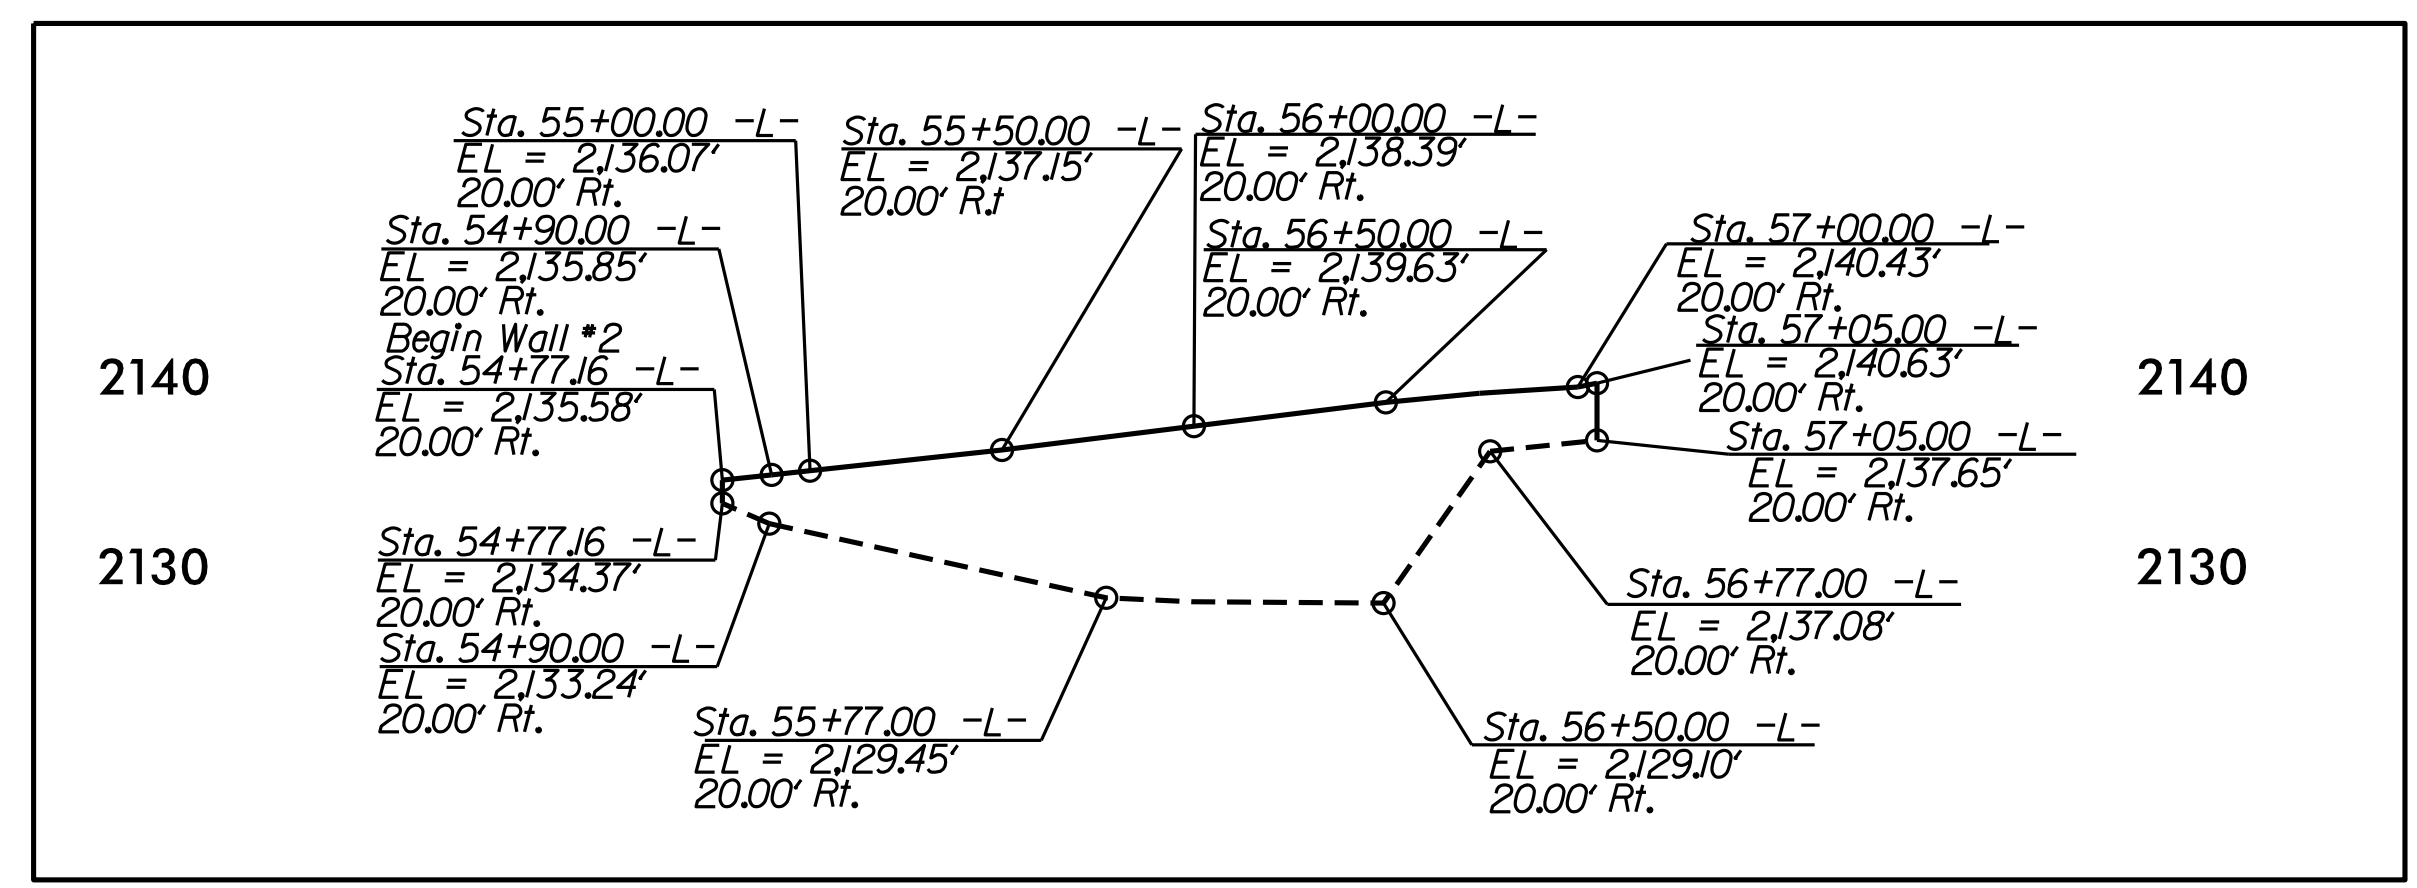 Sta. 55+00.00 -L-
EL = 2,136.07'
20.00' Rt.
Sta. 55+50.00 -L-
EL = 2,137.15'
20.00' R.t
Sta. 56+00.00 -L-
EL = 2,138.39'
20.00' Rt.
Sta. 54+90.00 -L-
EL = 2,135.85'
20.00' Rt.
Sta. 56+50.00 -L-
EL = 2,139.63'
20.00' Rt.
Sta. 57+00.00 -L-
EL = 2,140.43'
20.00' Rt.
Begin Wall #2
Sta. 54+77.16 -L-
EL = 2,135.58'
20.00' Rt.
Sta. 57+05.00 -L-
EL = 2,140.63'
20.00' Rt.
2140
2140
Sta. 57+05.00 -L-
EL = 2,137.65'
20.00' Rt.
2130
2130
Sta. 54+77.16 -L-
EL = 2,134.37'
20.00' Rt.
Sta. 56+77.00 -L-
EL = 2,137.08'
20.00' Rt.
Sta. 54+90.00 -L-
EL = 2,133.24'
20.00' Rt.
Sta. 55+77.00 -L-
EL = 2,129.45'
20.00' Rt.
Sta. 56+50.00 -L-
EL = 2,129.10'
20.00' Rt.